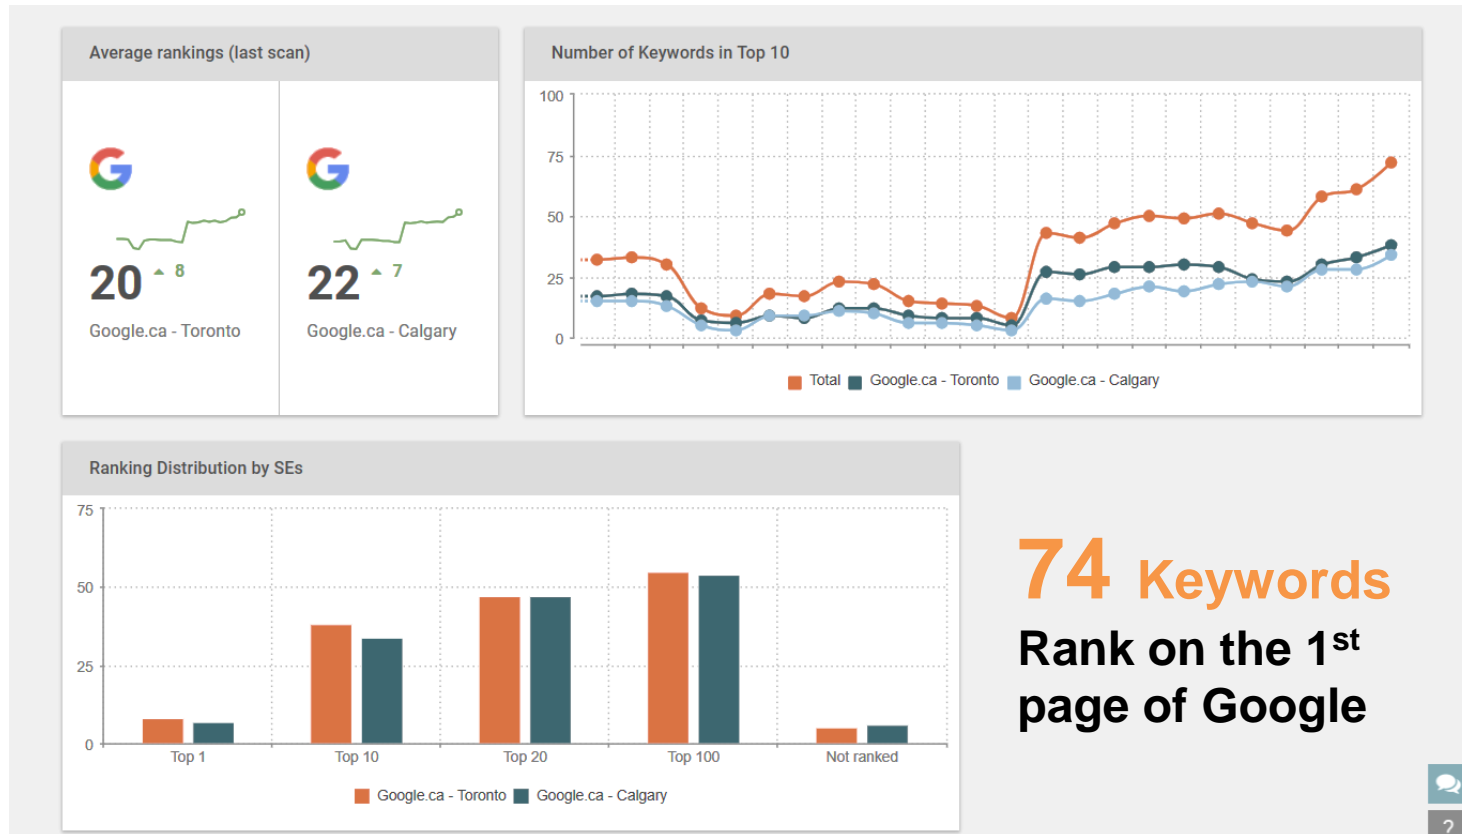 Average rankings (last scan)
20 8
Google.ca - Toronto
22 7
Google.ca - Calgary
Number of Keywords in Top 10
100
75
50
25
0
Total Google.ca - Toronto Google.ca - Calgary
Ranking Distribution by SEs
75
50
25
0
Top 1 Top 10 Top 20 Top 100 Not ranked
Google.ca - Toronto Google.ca - Calgary
74 Keywords
Rank on the 1st
page of Google
?